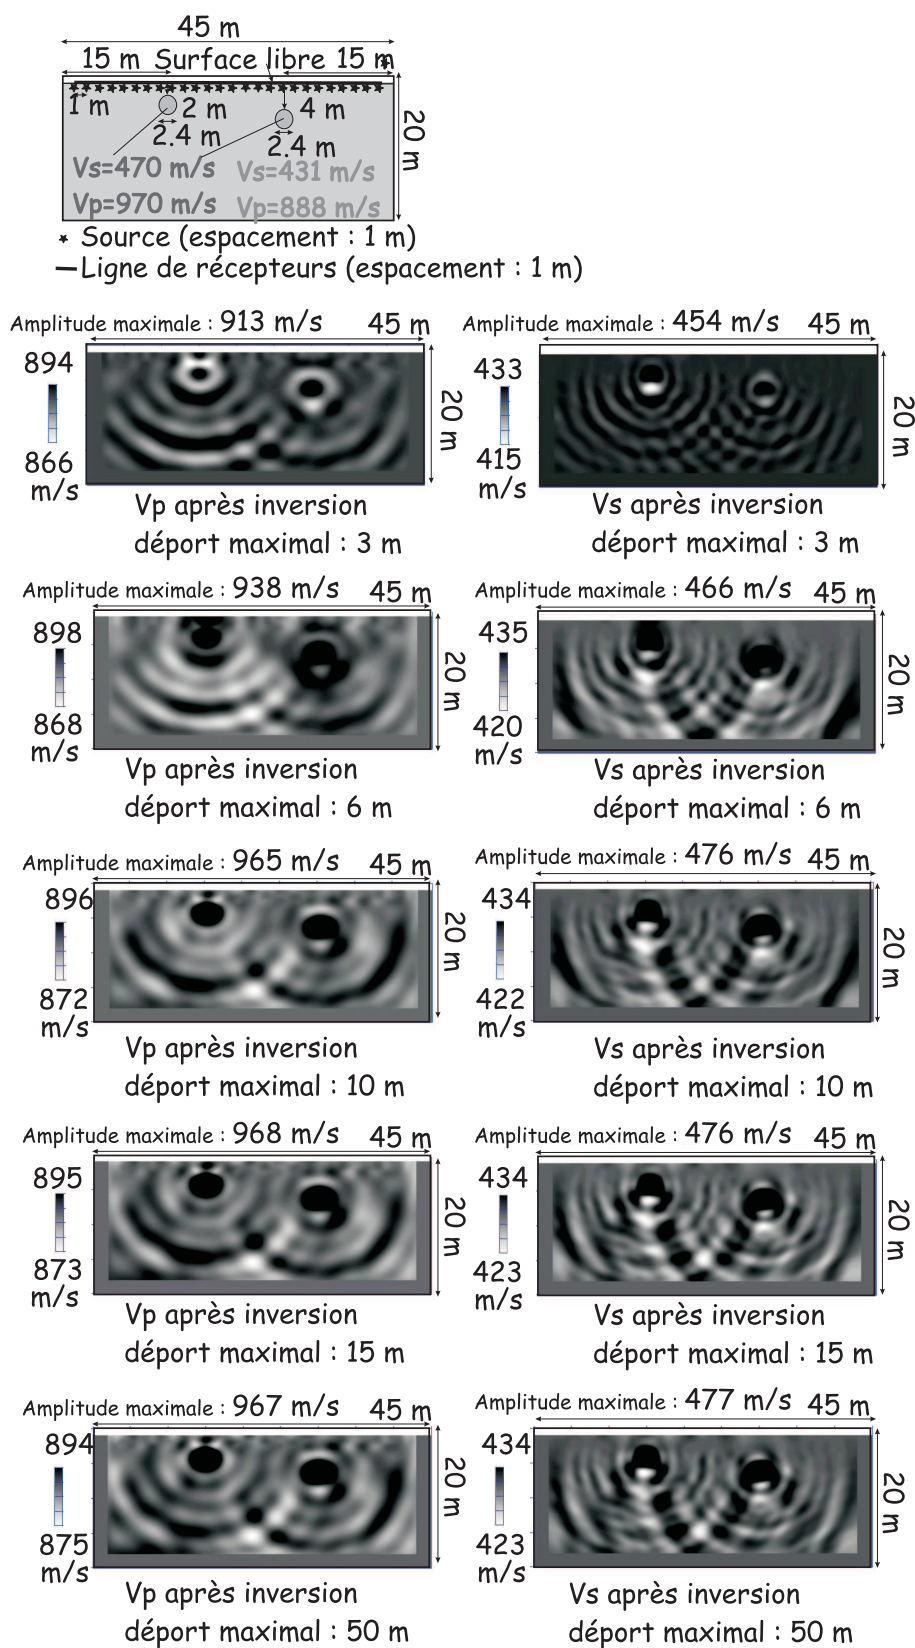 45 m
15 m Surface libre 15 m
1 m 2 m 4 m
2.4 m 2.4 m
20 m
Vs=470 m/s Vs=431 m/s
Vp=970 m/s Vp=888 m/s
Source (espacement : 1 m)
Ligne de récepteurs (espacement : 1 m)
Amplitude maximale : 913 m/s 45 m
894
866
m/s
20 m
Vp après inversion
déport maximal : 3 m
Amplitude maximale : 454 m/s 45 m
433
415
m/s
20 m
Vs après inversion
déport maximal : 3 m
Amplitude maximale : 938 m/s 45 m
898
868
m/s
20 m
Vp après inversion
déport maximal : 6 m
Amplitude maximale : 466 m/s 45 m
435
420
m/s
20 m
Vs après inversion
déport maximal : 6 m
Amplitude maximale : 965 m/s 45 m
896
872
m/s
20 m
Vp après inversion
déport maximal : 10 m
Amplitude maximale : 476 m/s 45 m
434
422
m/s
20 m
Vs après inversion
déport maximal : 10 m
Amplitude maximale : 968 m/s 45 m
895
873
m/s
20 m
Vp après inversion
déport maximal : 15 m
Amplitude maximale : 476 m/s 45 m
434
423
m/s
20 m
Vs après inversion
déport maximal : 15 m
Amplitude maximale : 967 m/s 45 m
894
875
m/s
20 m
Vp après inversion
déport maximal : 50 m
Amplitude maximale : 477 m/s 45 m
434
423
m/s
20 m
Vs après inversion
déport maximal : 50 m